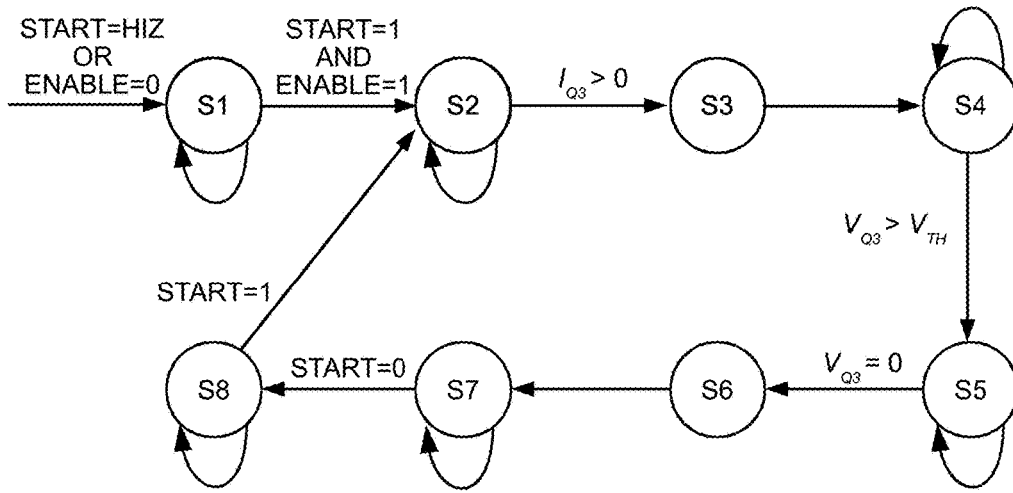 START=HIZ
OR
ENABLE=0
START=1
AND
ENABLE=1
I_Q3 > 0
S1
S2
S3
S4
V_Q3 > V_TH
START=1
START=0
V_Q3 = 0
S8
S7
S6
S5